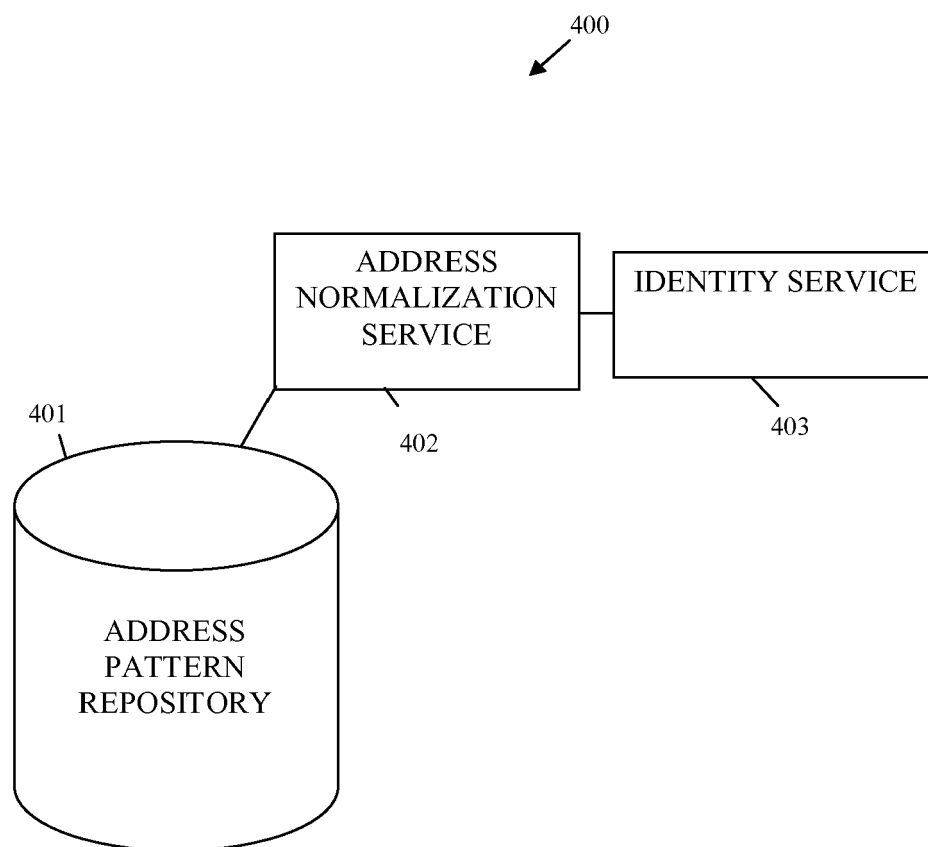 400
ADDRESS
NORMALIZATION
SERVICE
IDENTITY SERVICE
401
402
403
ADDRESS
PATTERN
REPOSITORY